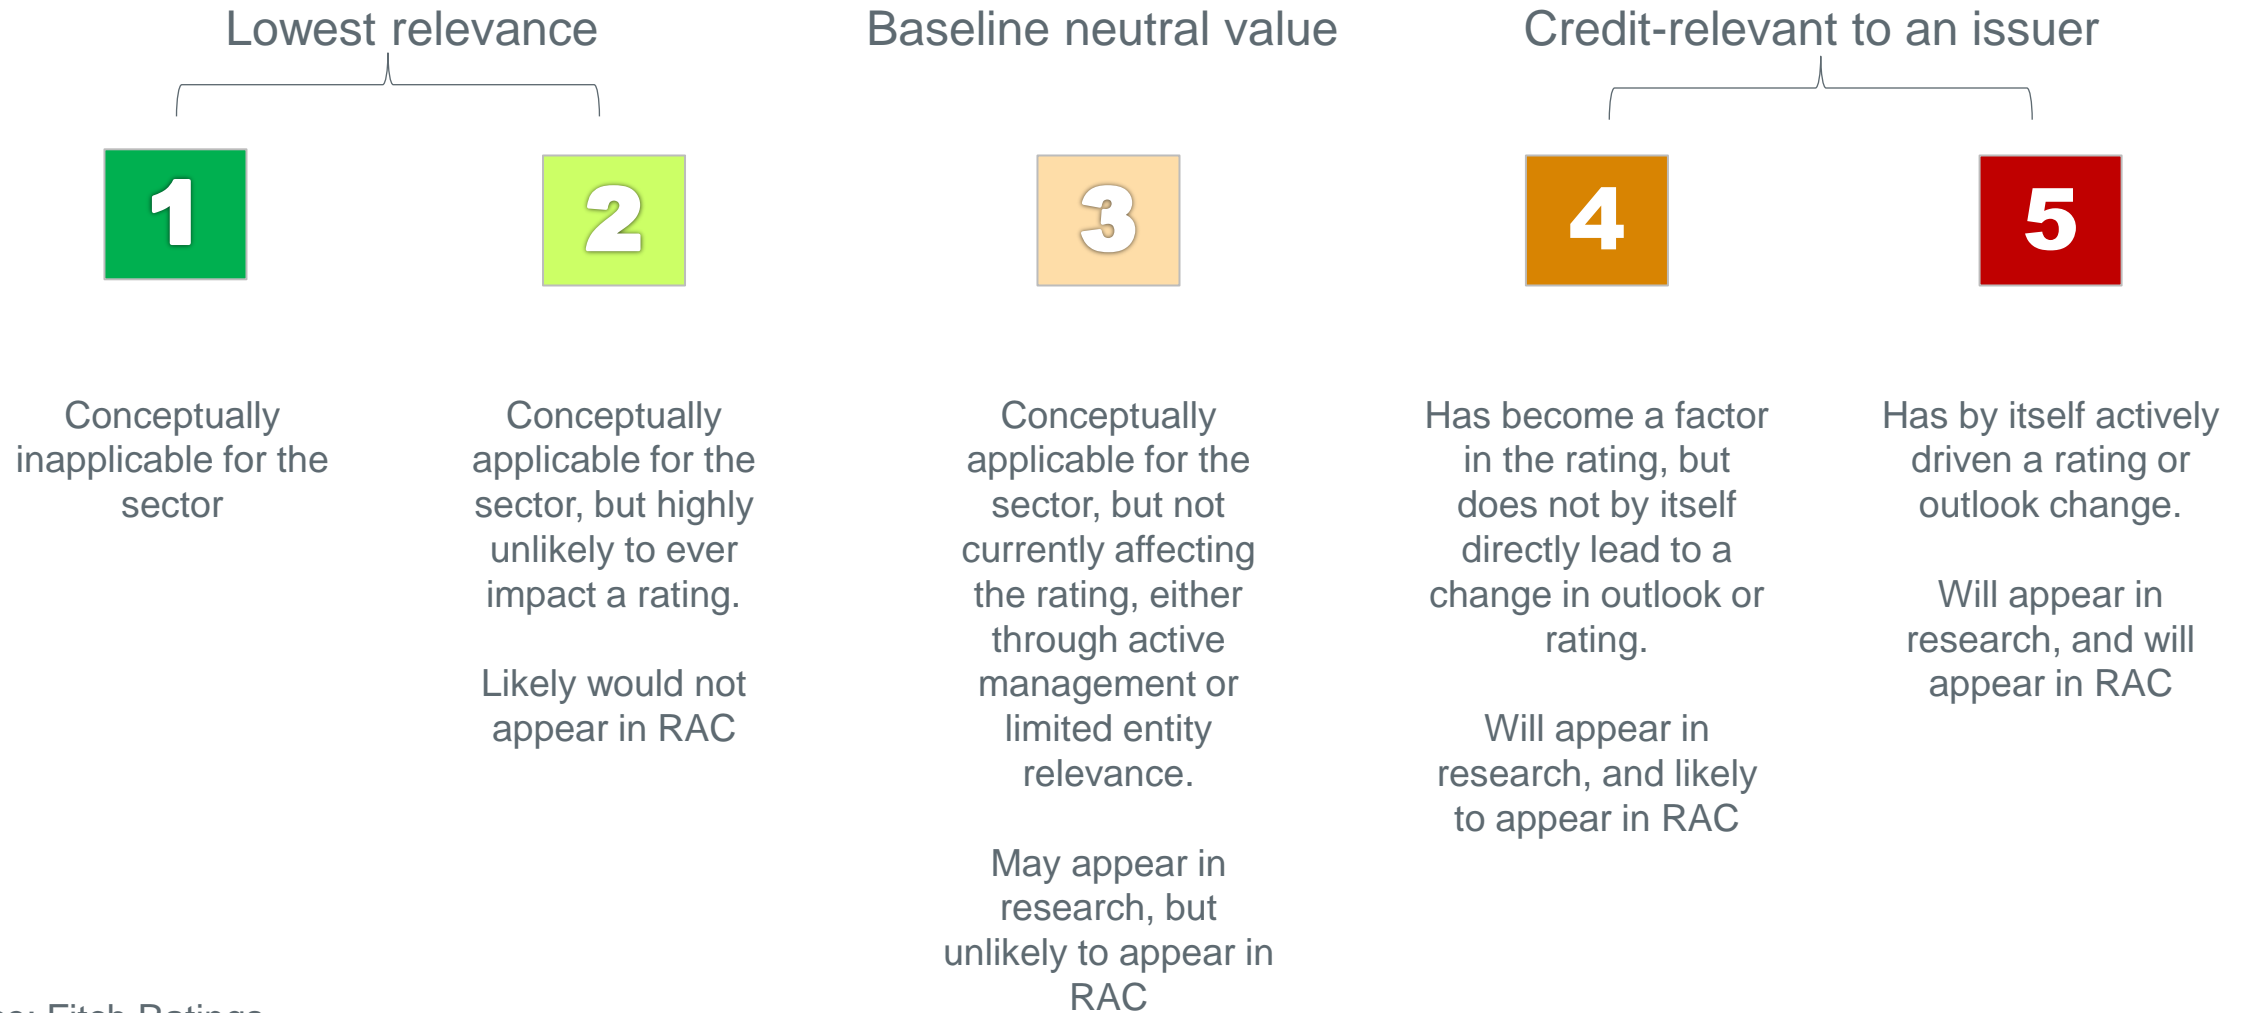 Lowest relevance
Baseline neutral value
Credit-relevant to an issuer
1
2
3
4
5
Conceptually
inapplicable for the
sector
Conceptually
applicable for the
sector, but highly
unlikely to ever
impact a rating.
Likely would not
appear in RAC
Conceptually
applicable for the
sector, but not
currently affecting
the rating, either
through active
management or
limited entity
relevance.
May appear in
research, but
unlikely to appear in
RAC
Has become a factor
in the rating, but
does not by itself
directly lead to a
change in outlook or
rating.
Will appear in
research, and likely
to appear in RAC
Has by itself actively
driven a rating or
outlook change.
Will appear in
research, and will
appear in RAC
Fitch Ratings